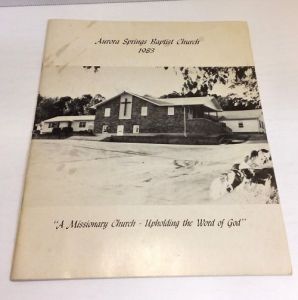 Aurora Springs Baptist Church
1983
"A Missionary Church - Upholding the Word of God"